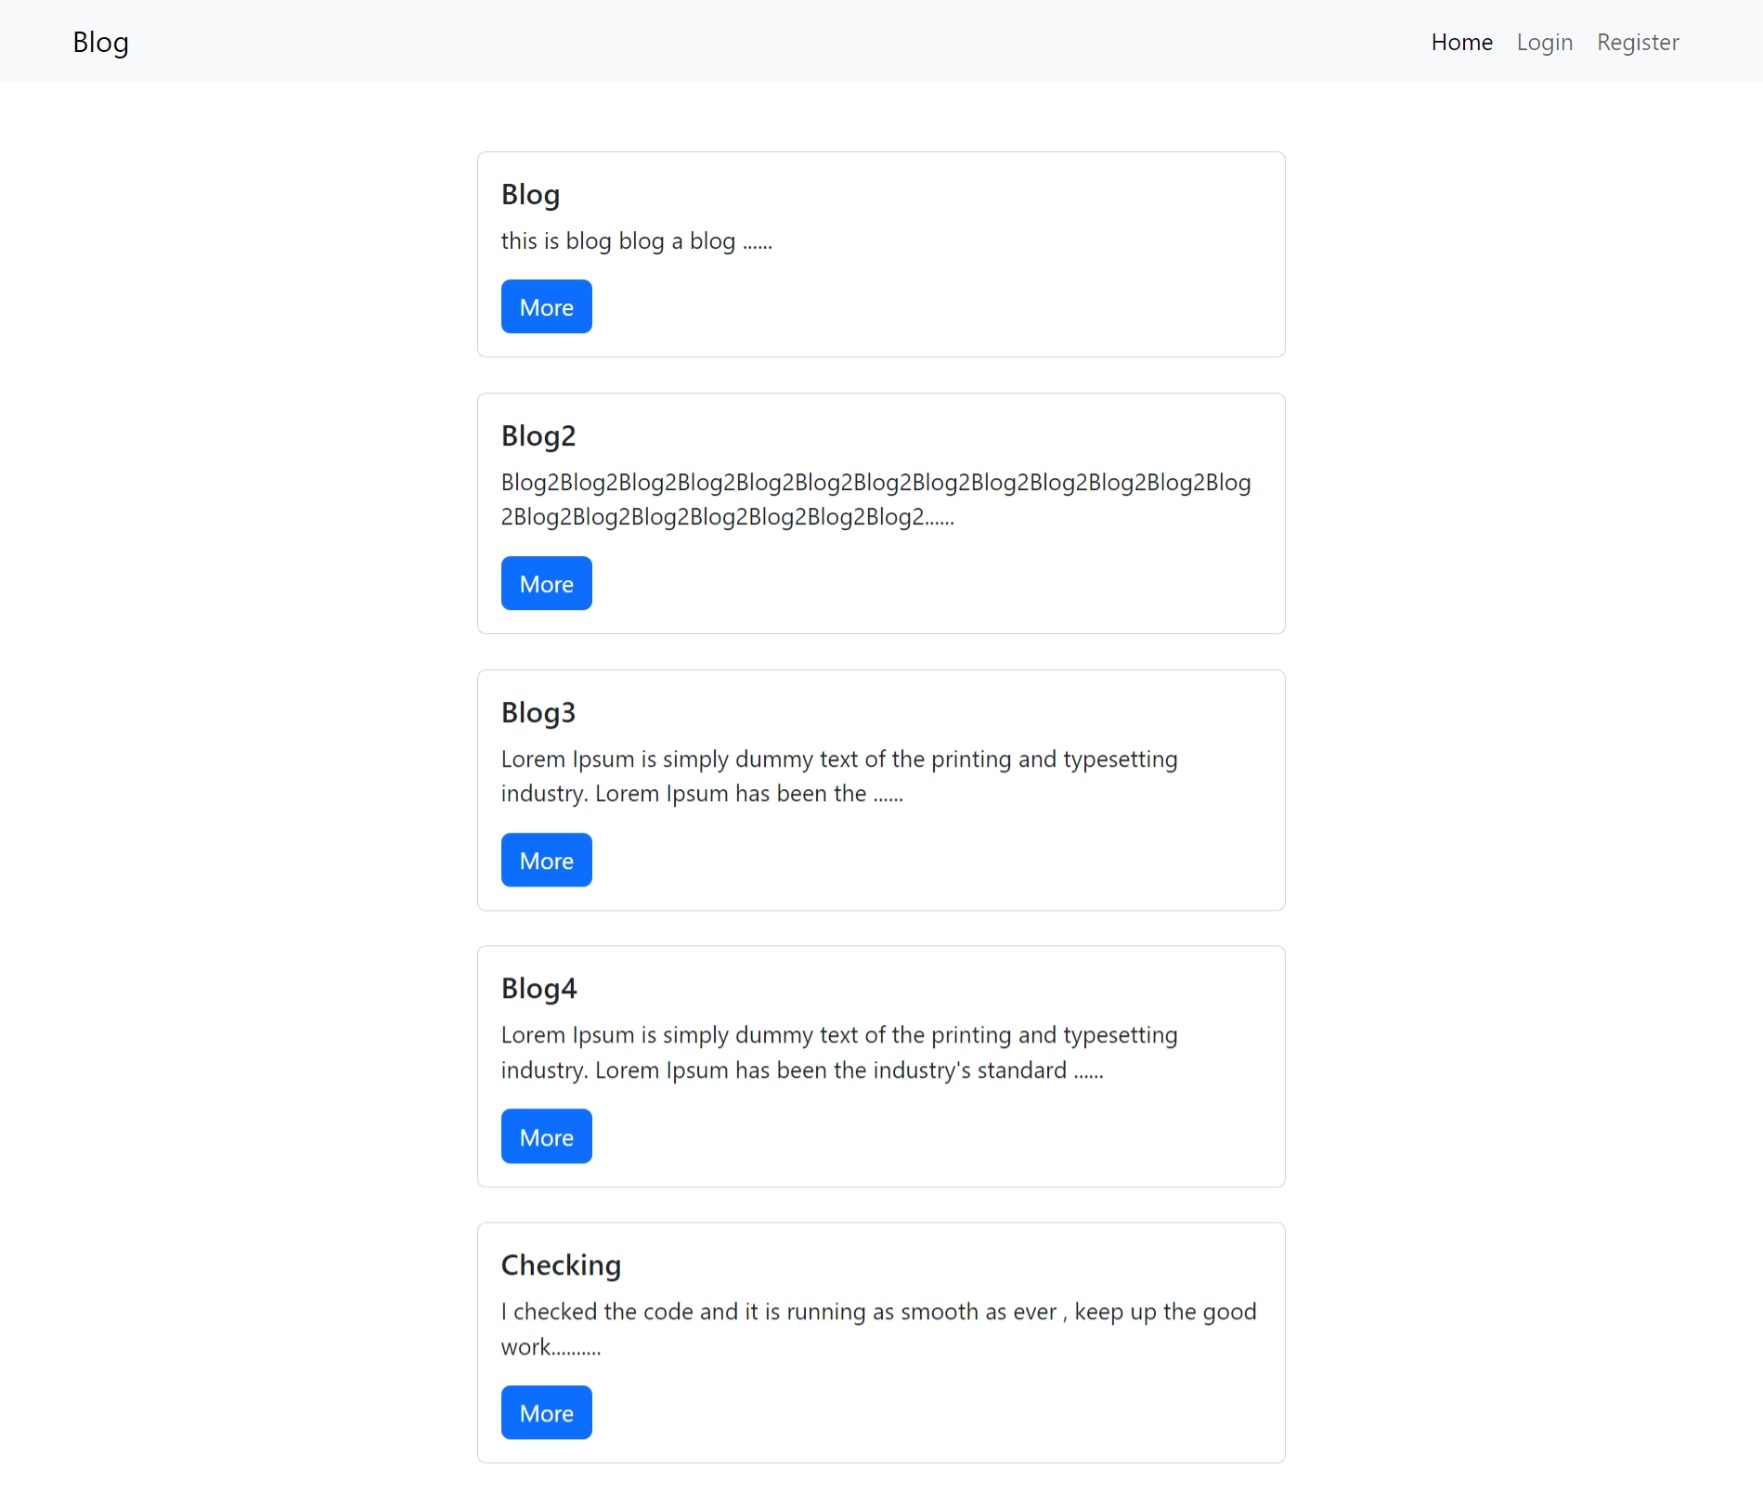 Blog
Home Login Register
Blog
this is blog blog a blog ......
More
Blog2
Blog2Blog2Blog2Blog2Blog2Blog2Blog2Blog2Blog2Blog2Blog2Blog2Blog
2Blog2Blog2Blog2Blog2Blog2Blog2Blog2......
More
Blog3
Lorem Ipsum is simply dummy text of the printing and typesetting
industry. Lorem Ipsum has been the ......
More
Blog4
Lorem Ipsum is simply dummy text of the printing and typesetting
industry. Lorem Ipsum has been the industry's standard ......
More
Checking
I checked the code and it is running as smooth as ever , keep up the good
work..........
More